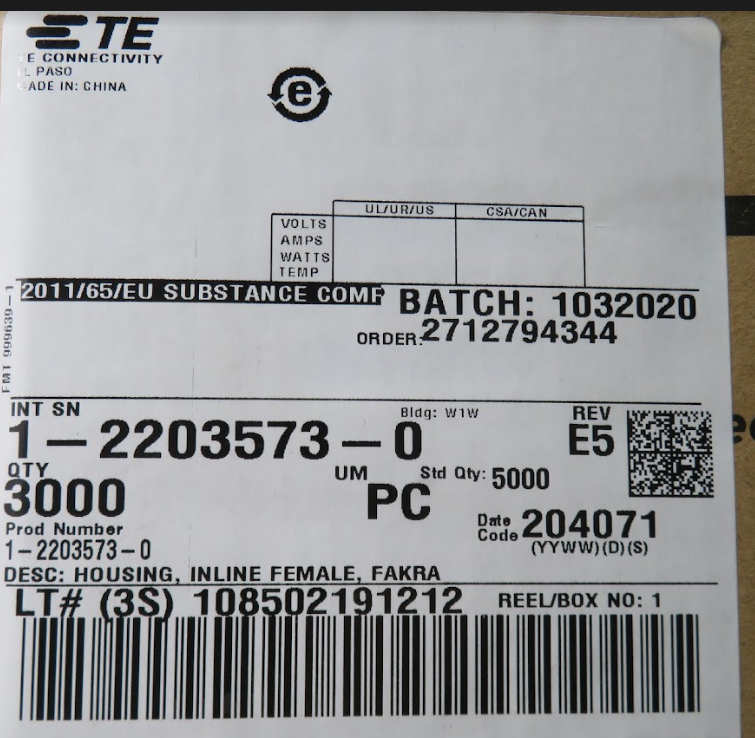 TE
E CONNECTIVITY
L PASO
ADE IN: CHINA
e
UL/UR/US CSA/CAN
VOLTS
AMPS
WATTS
TEMP
2011/65/EU SUBSTANCE COMP
BATCH: 1032020
ORDER:2712794344
FMT 999639-1
INT SN
Bldg: W1W
REV
1-2203573-0
E5
QTY
UM
Std Qty: 5000
3000
PC
Prod Number
Date Code 204071
1-2203573-0
(YYWW)(D)(S)
DESC: HOUSING, INLINE FEMALE, FAKRA
LT# (3S) 108502191212
REEL/BOX NO: 1